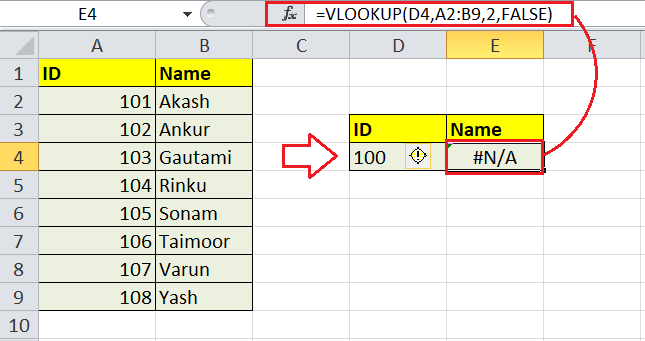 E4 fx =VLOOKUP(D4,A2:B9,2,FALSE)
A B C D E F
1 ID Name
2 101 Akash
3 102 Ankur ID Name
4 103 Gautami 100 #N/A
5 104 Rinku
6 105 Sonam
7 106 Taimoor
8 107 Varun
9 108 Yash
10